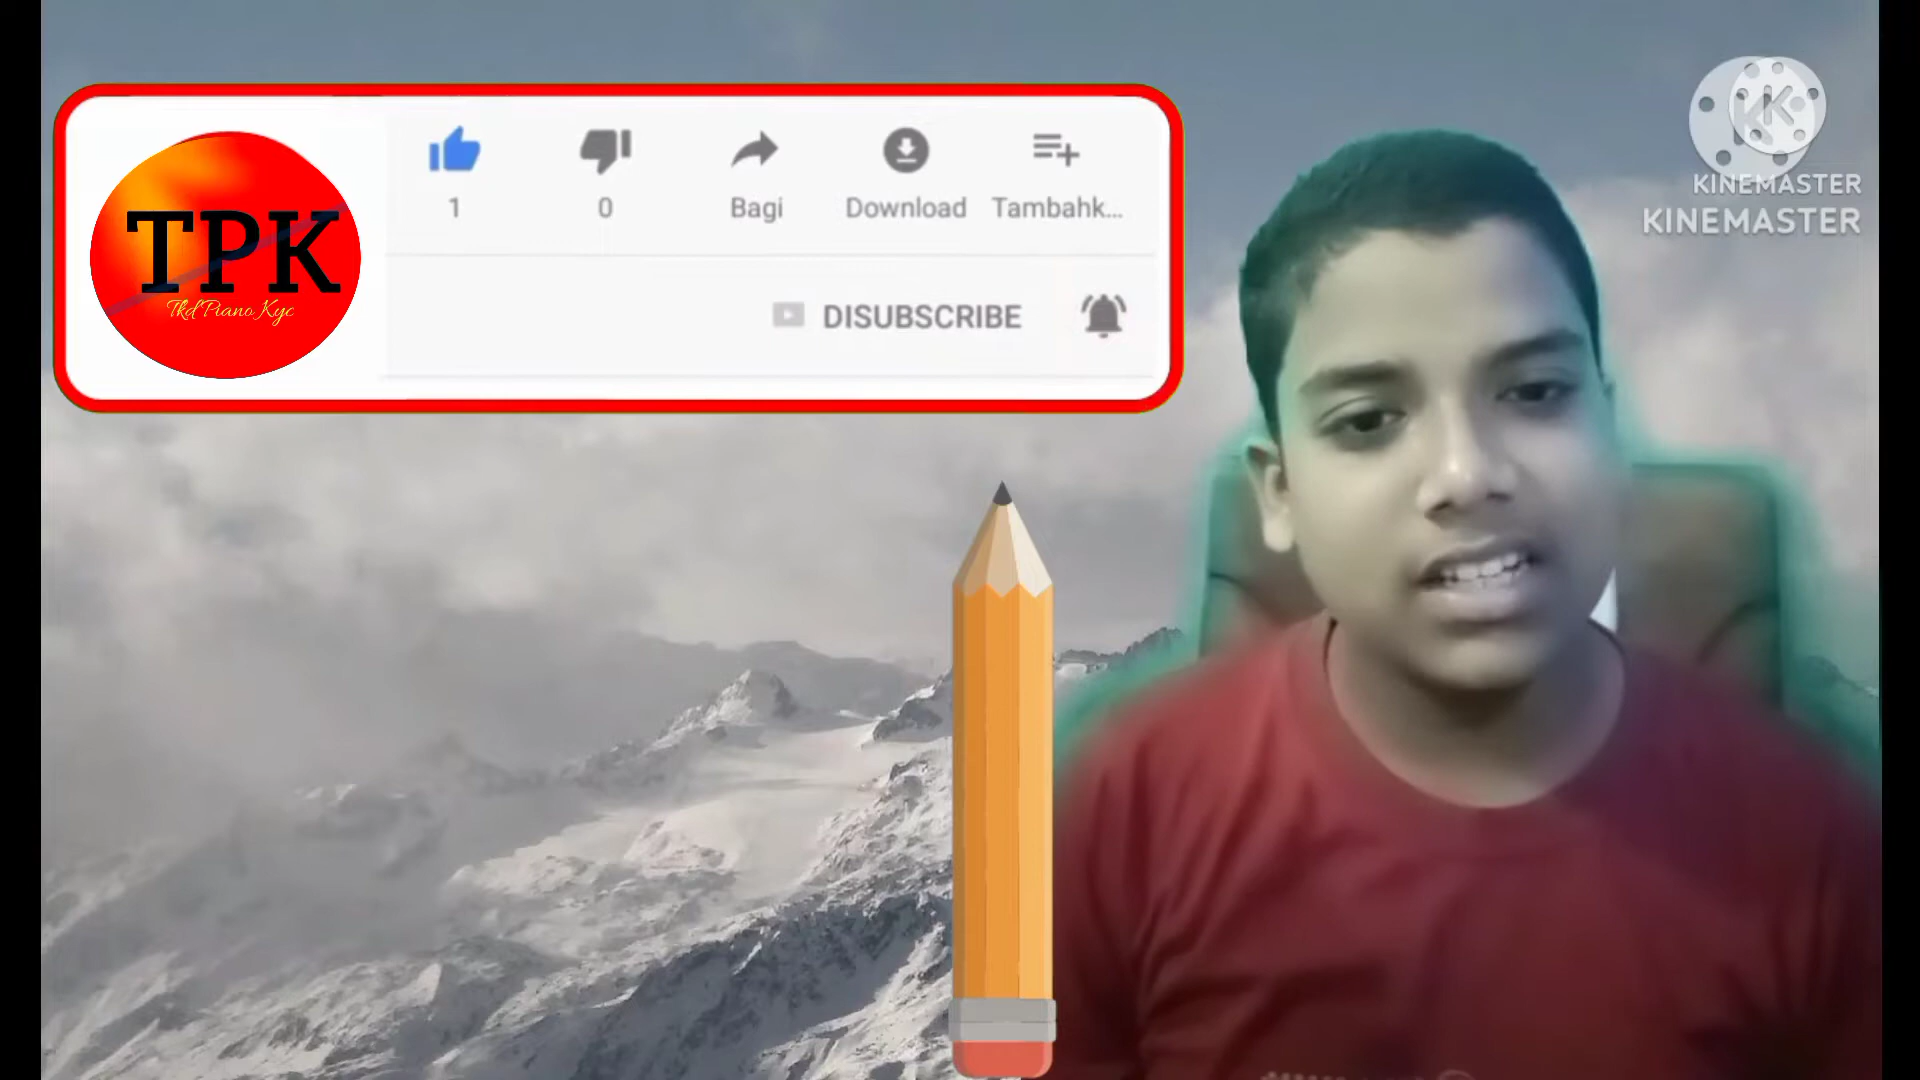 KINEMASTER
KINEMASTER
TPK
Tkd Piano Kyc
1
0
Bagi
Download
Tambahk...
DISUBSCRIBE